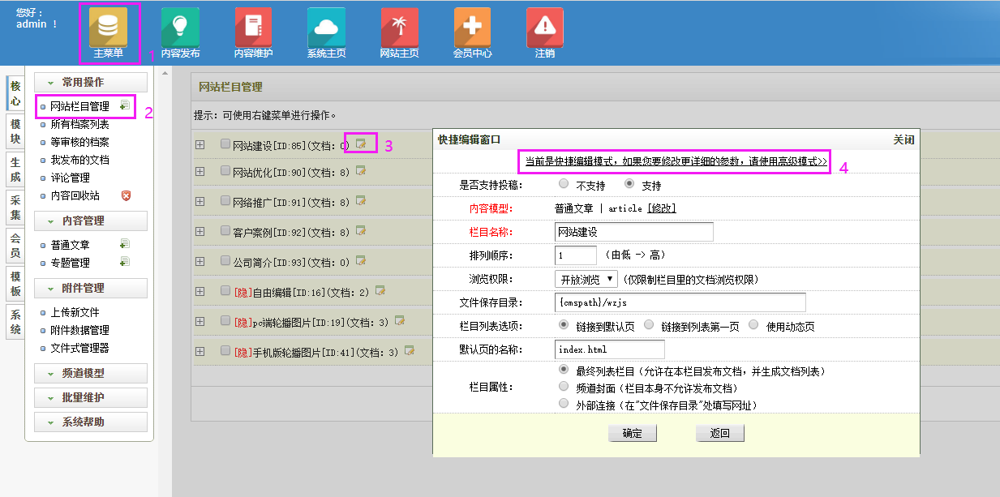 您好:
admin !
主菜单
内容发布
内容维护
系统主页
网站主页
会员中心
注销
1
核心
模块
生成
采集
会员
模板
系统
常用操作
网站栏目管理
2
所有档案列表
等审核的档案
我发布的文档
评论管理
内容回收站
内容管理
普通文章
专题管理
附件管理
上传新文件
附件数据管理
文件式管理器
频道模型
批量维护
系统帮助
网站栏目管理
提示: 可使用右键菜单进行操作。
网站建设[ID:85](文档: 0)
3
网站优化[ID:90](文档: 8)
网络推广[ID:91](文档: 8)
客户案例[ID:92](文档: 8)
公司简介[ID:93](文档: 0)
[隐]自由编辑[ID:16](文档: 2)
[隐]pc端轮播图片[ID:19](文档: 3)
[隐]手机版轮播图片[ID:41](文档: 3)
快捷编辑窗口 关闭
当前是快捷编辑模式，如果您要修改更详细的参数，请使用高级模式>>
4
是否支持投稿: 不支持 支持
内容模型: 普通文章 | article [修改]
栏目名称: 网站建设
排列顺序: 1 (由低 -> 高)
浏览权限: 开放浏览 (仅限制栏目里的文档浏览权限)
文件保存目录: {cmspath}/wzjs
栏目列表选项: 链接到默认页 链接到列表第一页 使用动态页
默认页的名称: index.html
栏目属性:
最终列表栏目(允许在本栏目发布文档，并生成文档列表)
频道封面(栏目本身不允许发布文档)
外部连接(在"文件保存目录"处填写网址)
确定 返回